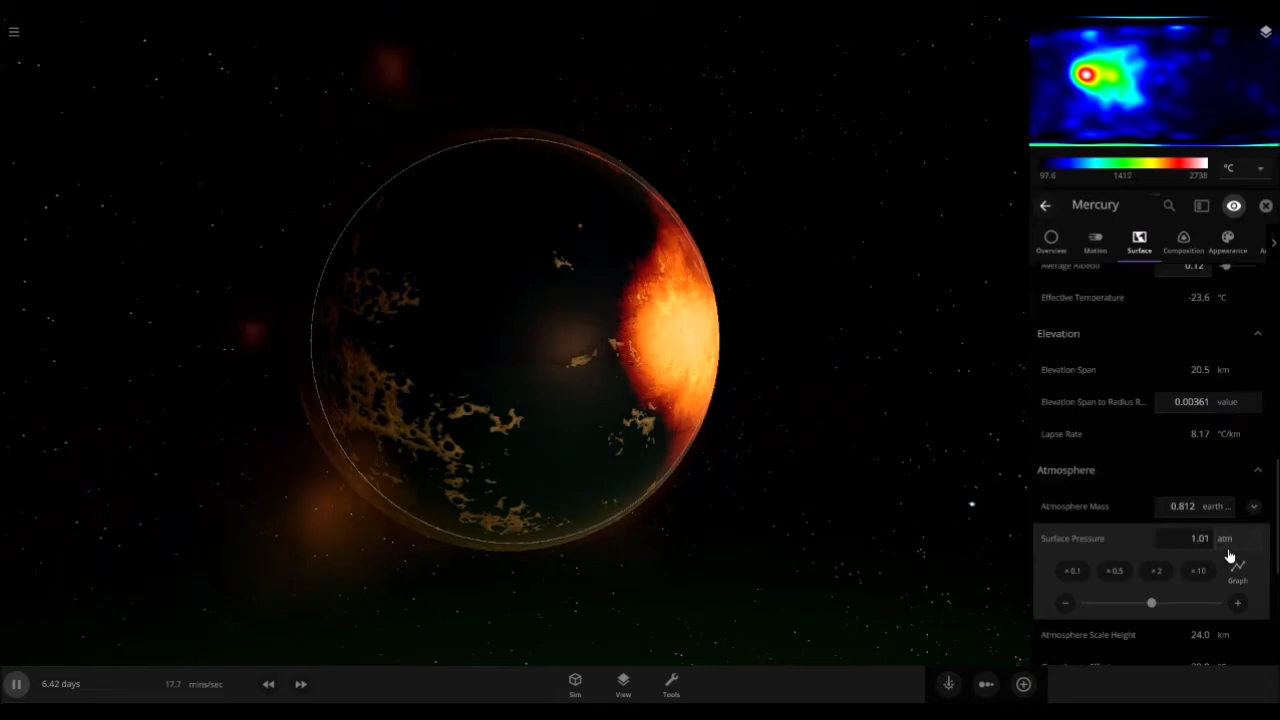 °C
97.6 1417 2738
Mercury
Overview Motion Surface Composition Appearance
Average Albedo 0.12
Effective Temperature -23.6 °C
Elevation
Elevation Span 20.5 km
Elevation Span to Radius R... 0.00361 value
Lapse Rate 8.17 °C/km
Atmosphere
Atmosphere Mass 0.812 earth ...
Surface Pressure 1.01 atm
×0.1 ×0.5 ×2 ×10 Graph
Atmosphere Scale Height 24.0 km
6.42 days 17.2 mins/sec
Sim View Tools